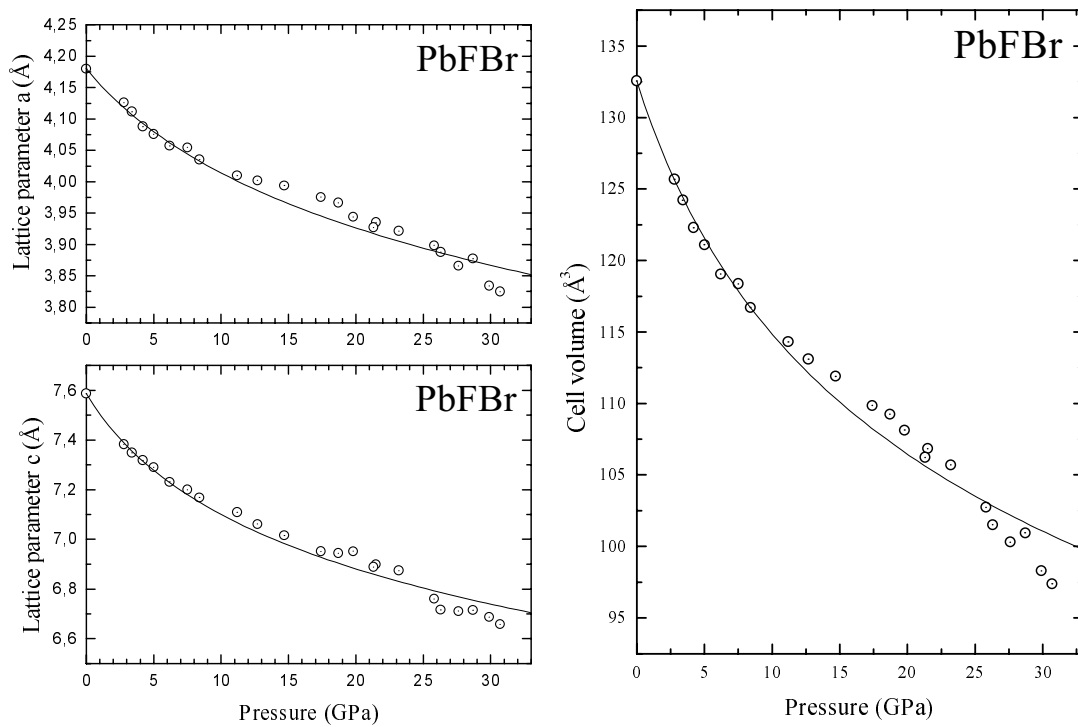 PbFBr
Lattice parameter a (Å)
4,25
4,20
4,15
4,10
4,05
4,00
3,95
3,90
3,85
3,80
0 5 10 15 20 25 30
PbFBr
Lattice parameter c (Å)
7,6
7,4
7,2
7,0
6,8
6,6
0 5 10 15 20 25 30
Pressure (GPa)
PbFBr
Cell volume (Å³)
135
130
125
120
115
110
105
100
95
0 5 10 15 20 25 30
Pressure (GPa)